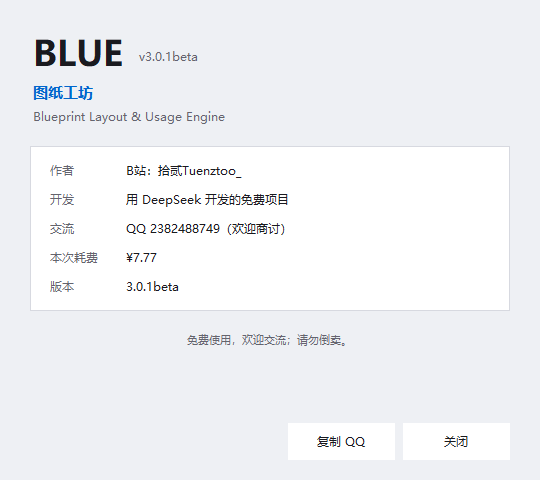 BLUE v3.0.1beta
图纸工坊
Blueprint Layout & Usage Engine
作者 B站：拾贰Tuenztoo_
开发 用 DeepSeek 开发的免费项目
交流 QQ 2382488749（欢迎商讨）
本次耗费 ¥7.77
版本 3.0.1beta
免费使用，欢迎交流；请勿倒卖。
复制 QQ 关闭